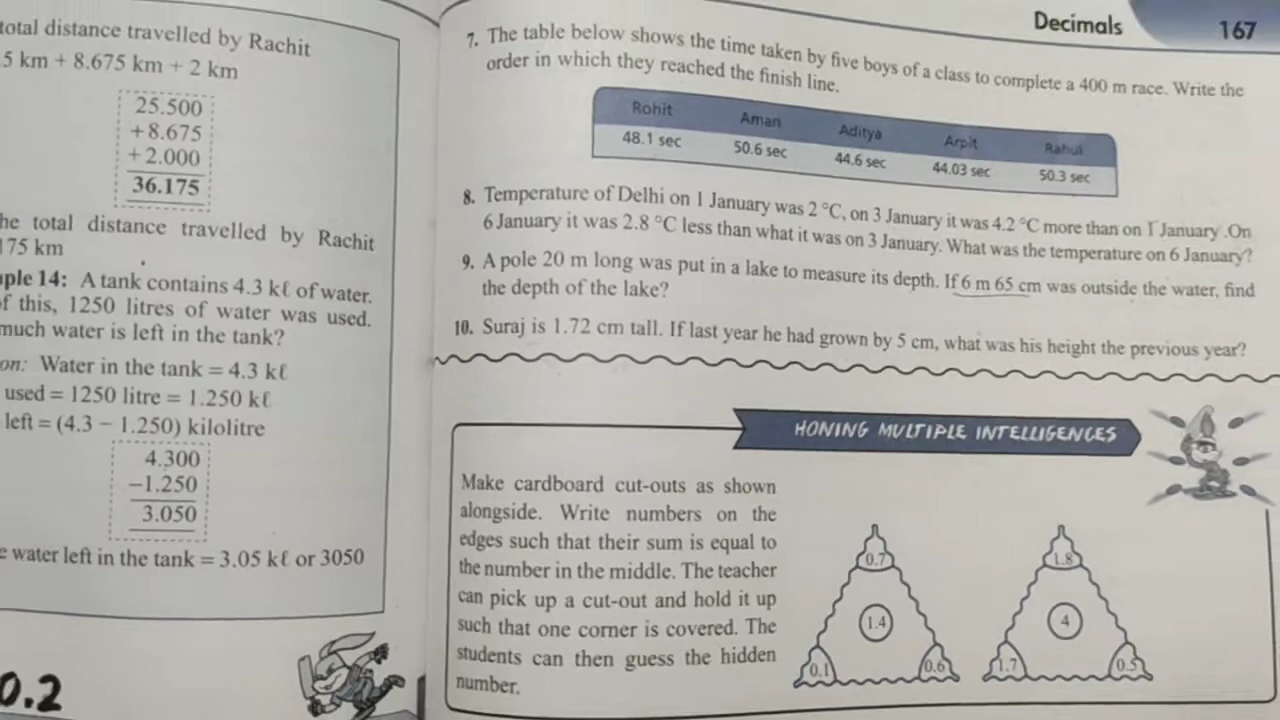 total distance travelled by Rachit
5 km + 8.675 km + 2 km
25.500
+8.675
+2.000
36.175
he total distance travelled by Rachit
175 km
ple 14: A tank contains 4.3 kℓ of water.
f this, 1250 litres of water was used.
much water is left in the tank?
on: Water in the tank = 4.3 kℓ
used = 1250 litre = 1.250 kℓ
left = (4.3 − 1.250) kilolitre
4.300
−1.250
3.050
e water left in the tank = 3.05 kℓ or 3050
0.2
Decimals 167
7. The table below shows the time taken by five boys of a class to complete a 400 m race. Write the
order in which they reached the finish line.
Rohit Aman Aditya Arpit Rahul
48.1 sec 50.6 sec 44.6 sec 44.03 sec 50.3 sec
8. Temperature of Delhi on 1 January was 2 °C, on 3 January it was 4.2 °C more than on 1 January .On
6 January it was 2.8 °C less than what it was on 3 January. What was the temperature on 6 January?
9. A pole 20 m long was put in a lake to measure its depth. If 6 m 65 cm was outside the water, find
the depth of the lake?
10. Suraj is 1.72 cm tall. If last year he had grown by 5 cm, what was his height the previous year?
HONING MULTIPLE INTELLIGENCES
Make cardboard cut-outs as shown
alongside. Write numbers on the
edges such that their sum is equal to
the number in the middle. The teacher
can pick up a cut-out and hold it up
such that one corner is covered. The
students can then guess the hidden
number.
0.7 1.8
1.4 4
0.1 0.6 1.7 0.5